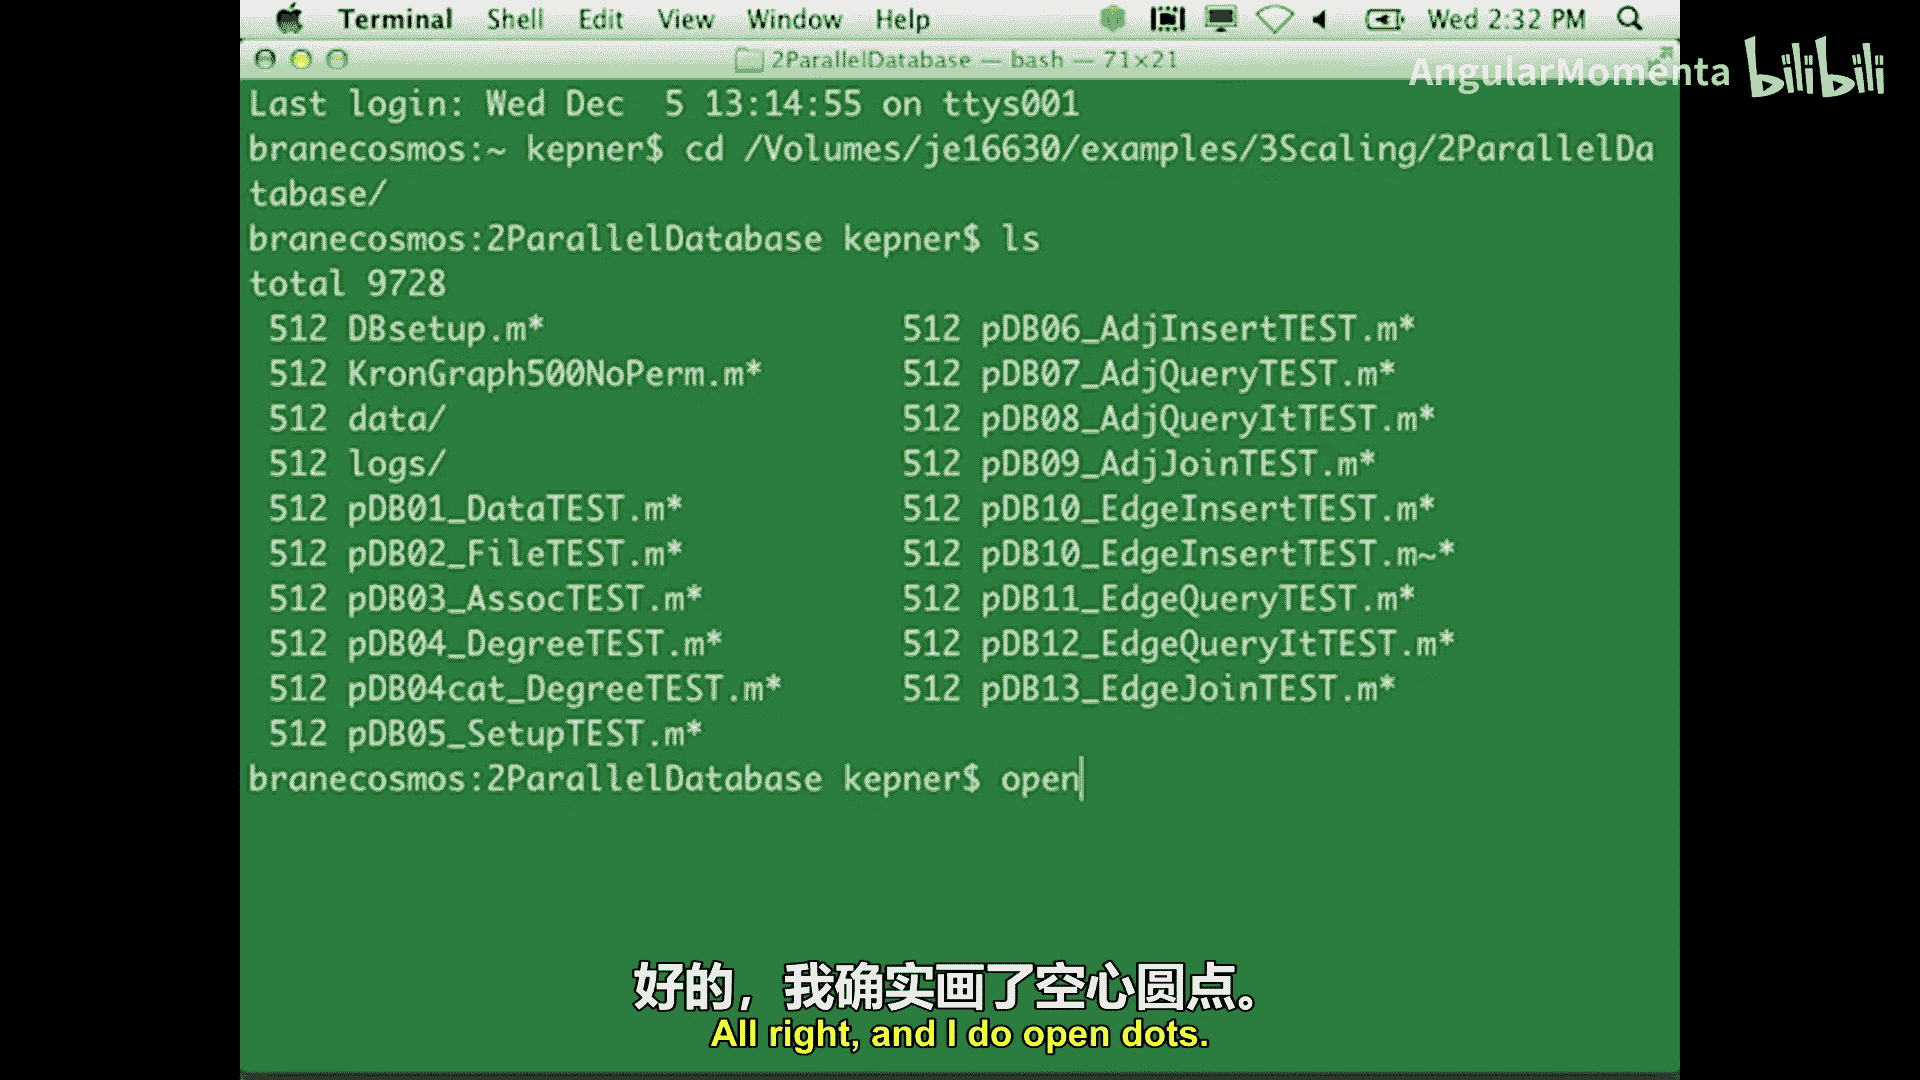 Terminal Shell Edit View Window Help Wed 2:32 PM
2ParallelDatabase — bash — 71×21
AngularMomenta bilibili
Last login: Wed Dec  5 13:14:55 on ttys001
branecosmos:~ kepner$ cd /Volumes/je16630/examples/3Scaling/2ParallelDa
tabase/
branecosmos:2ParallelDatabase kepner$ ls
total 9728
512 DBsetup.m* 512 pDB06_AdjInsertTEST.m*
512 KronGraph500NoPerm.m* 512 pDB07_AdjQueryTEST.m*
512 data/ 512 pDB08_AdjQueryItTEST.m*
512 logs/ 512 pDB09_AdjJoinTEST.m*
512 pDB01_DataTEST.m* 512 pDB10_EdgeInsertTEST.m*
512 pDB02_FileTEST.m* 512 pDB10_EdgeInsertTEST.m~*
512 pDB03_AssocTEST.m* 512 pDB11_EdgeQueryTEST.m*
512 pDB04_DegreeTEST.m* 512 pDB12_EdgeQueryItTEST.m*
512 pDB04cat_DegreeTEST.m* 512 pDB13_EdgeJoinTEST.m*
512 pDB05_SetupTEST.m*
branecosmos:2ParallelDatabase kepner$ open
好的，我确实画了空心圆点。
All right, and I do open dots.